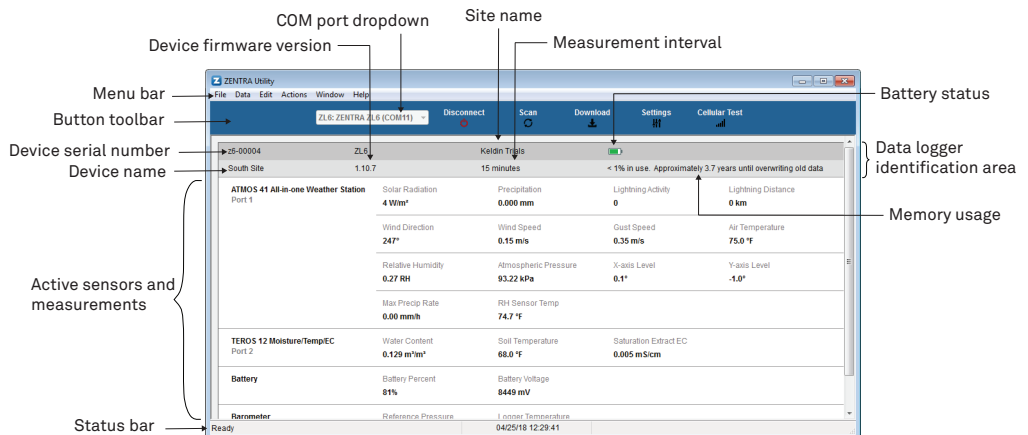 COM port dropdown
Site name
Device firmware version
Measurement interval
Menu bar
Button toolbar
Device serial number
Device name
Active sensors and
measurements
Status bar
Battery status
Data logger
identification area
Memory usage
ZENTRA Utility
File Data Edit Actions Window Help
ZL6: ZENTRA ZL6 (COM11) Disconnect Scan Download Settings Cellular Test
z6-00004 ZL6 Keldin Trials
South Site 1.10.7 15 minutes < 1% in use. Approximately 3.7 years until overwriting old data
ATMOS 41 All-in-one Weather Station Solar Radiation Precipitation Lightning Activity Lightning Distance
Port 1 4 W/m² 0.000 mm 0 0 km
Wind Direction Wind Speed Gust Speed Air Temperature
247° 0.15 m/s 0.35 m/s 75.0 °F
Relative Humidity Atmospheric Pressure X-axis Level Y-axis Level
0.27 RH 93.22 kPa 0.1° -1.0°
Max Precip Rate RH Sensor Temp
0.00 mm/h 74.7 °F
TEROS 12 Moisture/Temp/EC Water Content Soil Temperature Saturation Extract EC
Port 2 0.129 m³/m³ 68.0 °F 0.005 mS/cm
Battery Battery Percent Battery Voltage
81% 8449 mV
Barometer Reference Pressure Logger Temperature
Ready 04/25/18 12:29:41